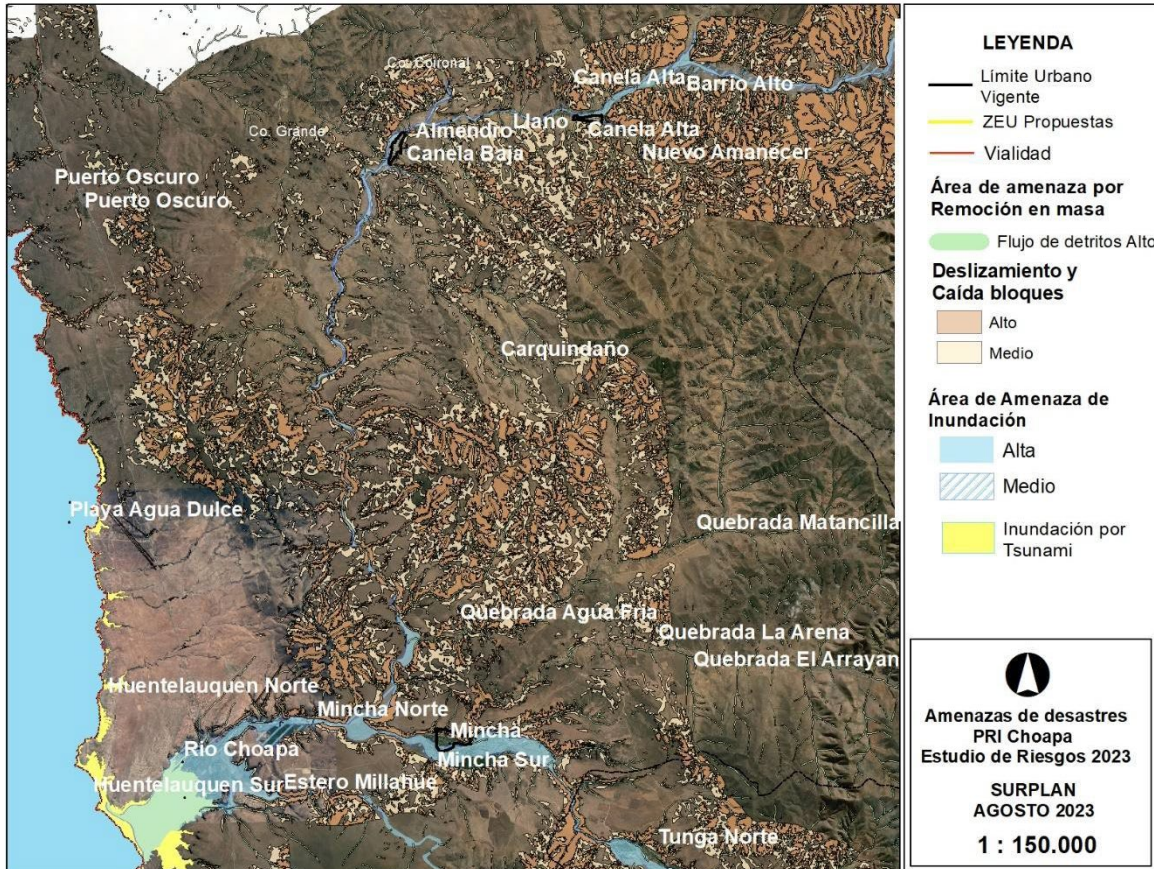 Co. Coironal
Canela Alta
Barrio Alto
Co. Grande
Almendro
Llano
Canela Alta
Canela Baja
Nuevo Amanecer
Puerto Oscuro
Puerto Oscuro
Carquindaño
Playa Agua Dulce
Quebrada Matancilla
Quebrada Agua Fria
Quebrada La Arena
Quebrada El Arrayan
Huentelauquen Norte
Mincha Norte
Mincha
Rio Choapa
Mincha Sur
Huentelauquen Sur
Estero Millahue
Tunga Norte
LEYENDA
Límite Urbano
Vigente
ZEU Propuestas
Vialidad
Área de amenaza por
Remoción en masa
Flujo de detritos Alto
Deslizamiento y
Caída bloques
Alto
Medio
Área de Amenaza de
Inundación
Alta
Medio
Inundación por
Tsunami
Amenazas de desastres
PRI Choapa
Estudio de Riesgos 2023
SURPLAN
AGOSTO 2023
1 : 150.000